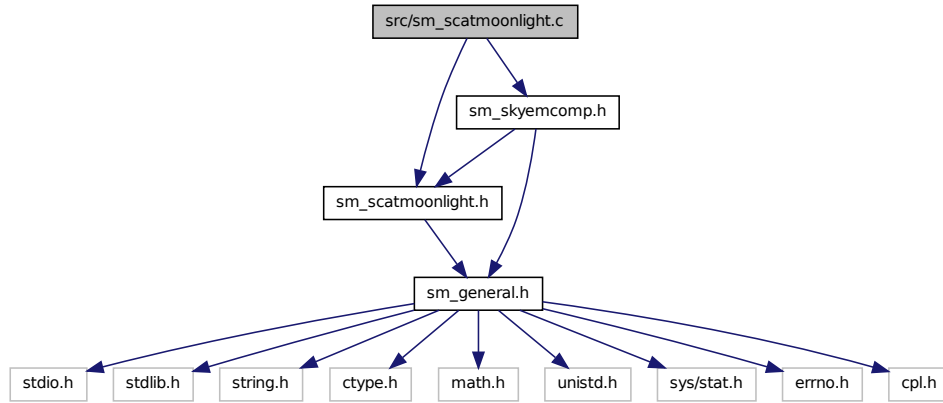 src/sm_scatmoonlight.c
sm_skyemcomp.h
sm_scatmoonlight.h
sm_general.h
stdio.h
stdlib.h
string.h
ctype.h
math.h
unistd.h
sys/stat.h
errno.h
cpl.h